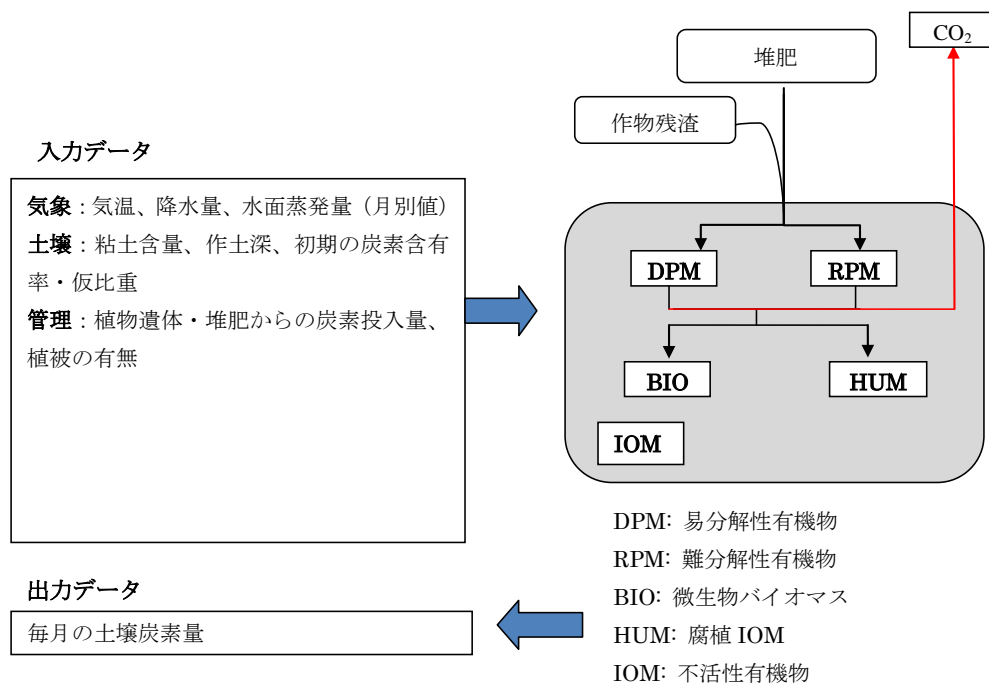 CO₂
堆肥
作物残渣
入力データ
気象：気温、降水量、水面蒸発量（月別値）
土壌：粘土含量、作土深、初期の炭素含有
率・仮比重
管理：植物遺体・堆肥からの炭素投入量、
植被の有無
DPM
RPM
BIO
HUM
IOM
DPM: 易分解性有機物
RPM: 難分解性有機物
BIO: 微生物バイオマス
HUM: 腐植 IOM
IOM: 不活性有機物
出力データ
毎月の土壌炭素量